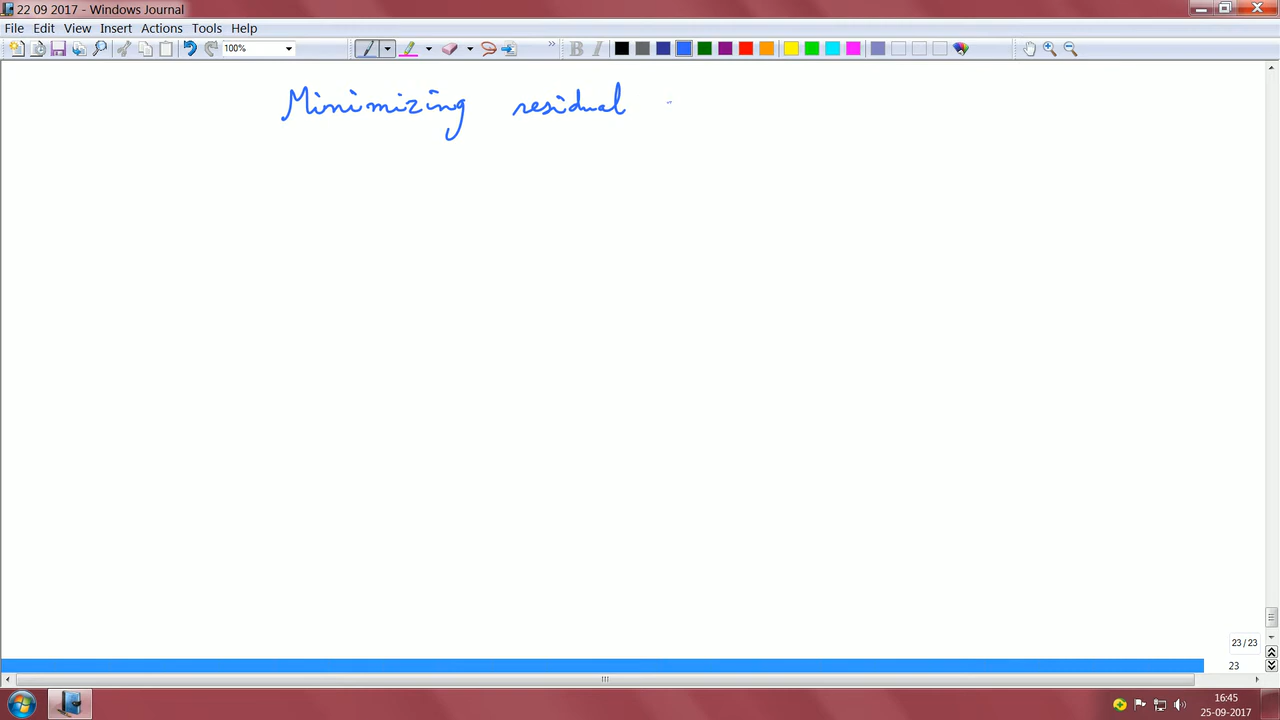 22 09 2017 - Windows Journal
File Edit View Insert Actions Tools Help
100%
B I
Minimizing residual
23 / 23
23
16:45
25-09-2017